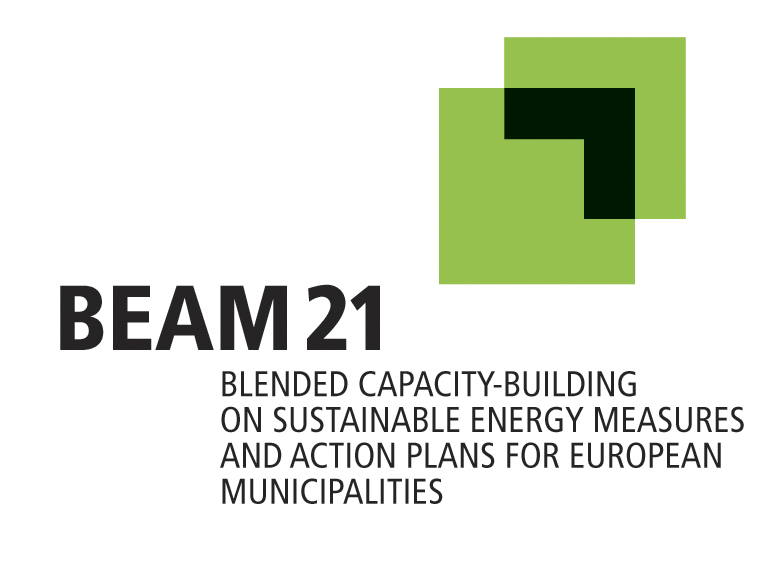 BEAM 21
BLENDED CAPACITY-BUILDING
ON SUSTAINABLE ENERGY MEASURES
AND ACTION PLANS FOR EUROPEAN
MUNICIPALITIES